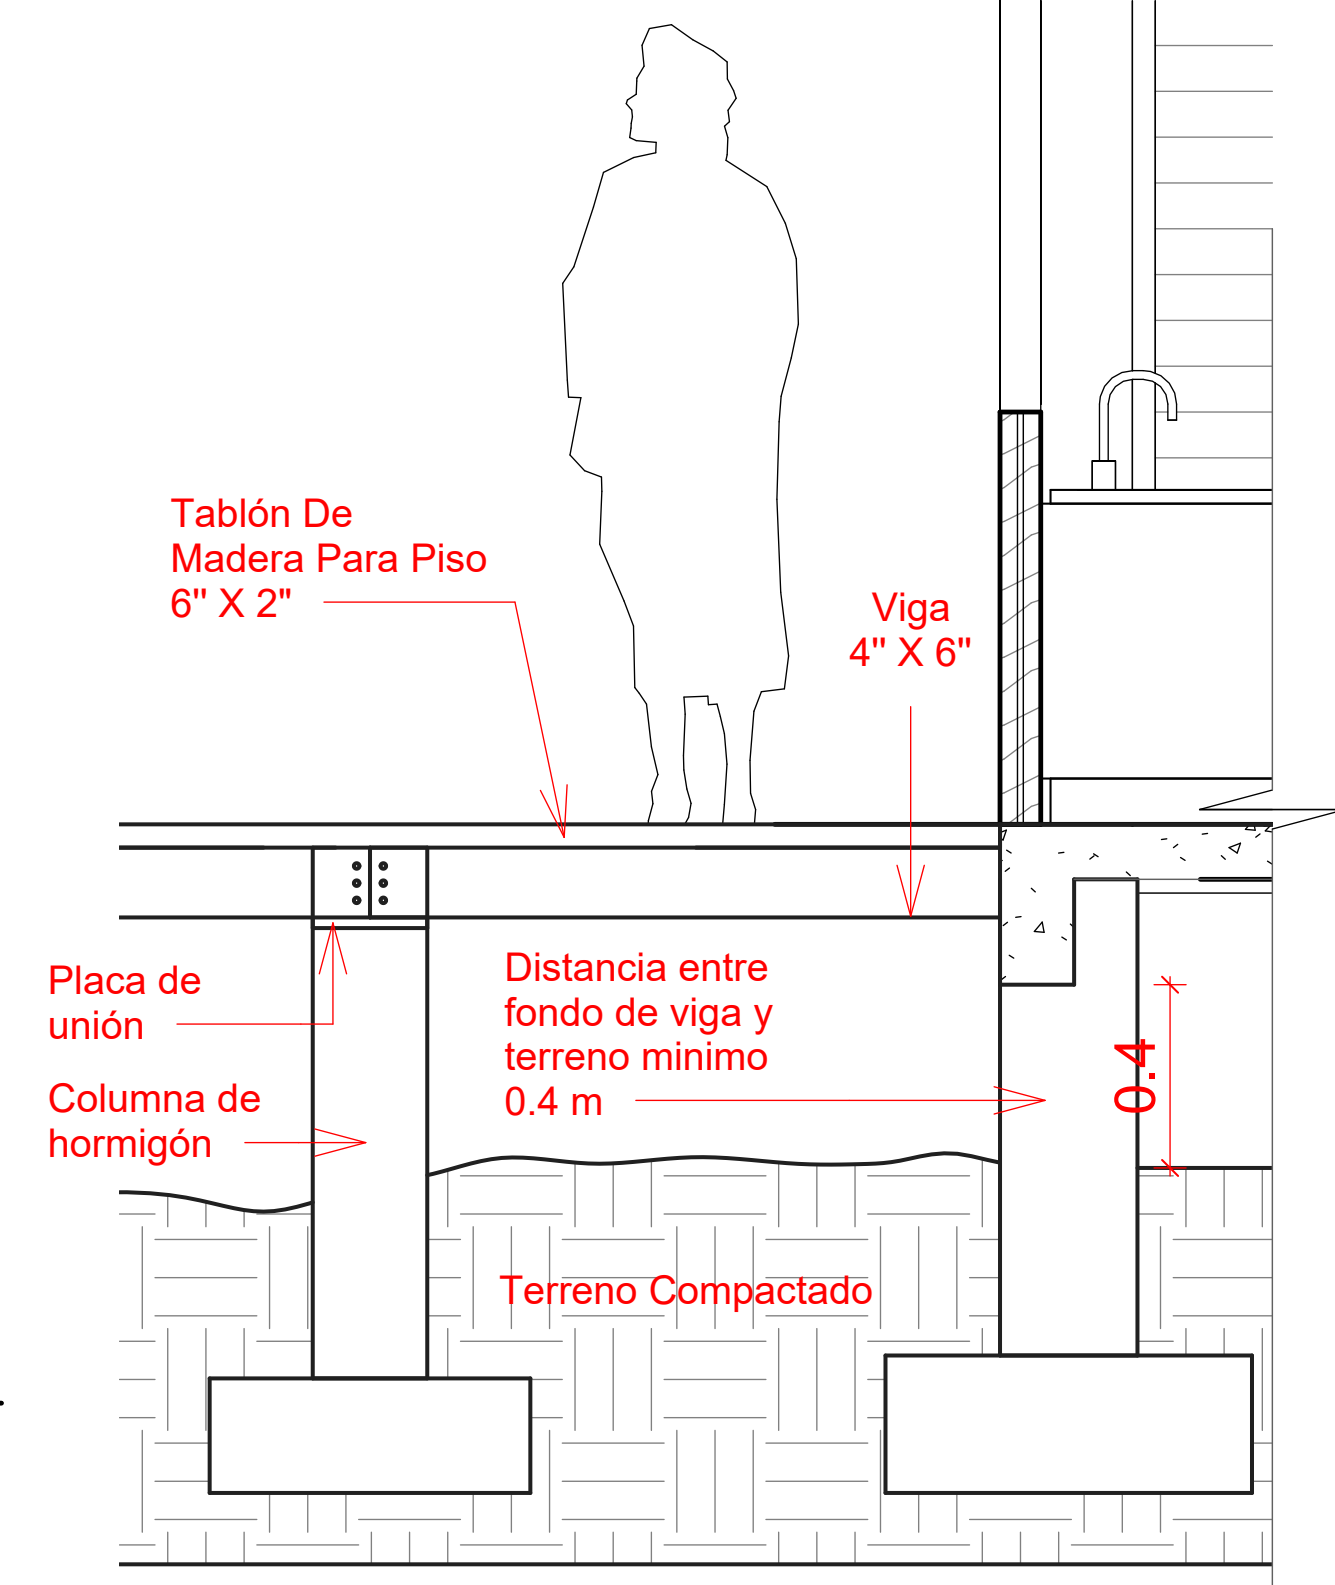 Tablón De
Madera Para Piso
6" X 2"
Viga
4" X 6"
Placa de
unión
Distancia entre
fondo de viga y
terreno minimo
0.4 m
0.4
Columna de
hormigón
Terreno Compactado